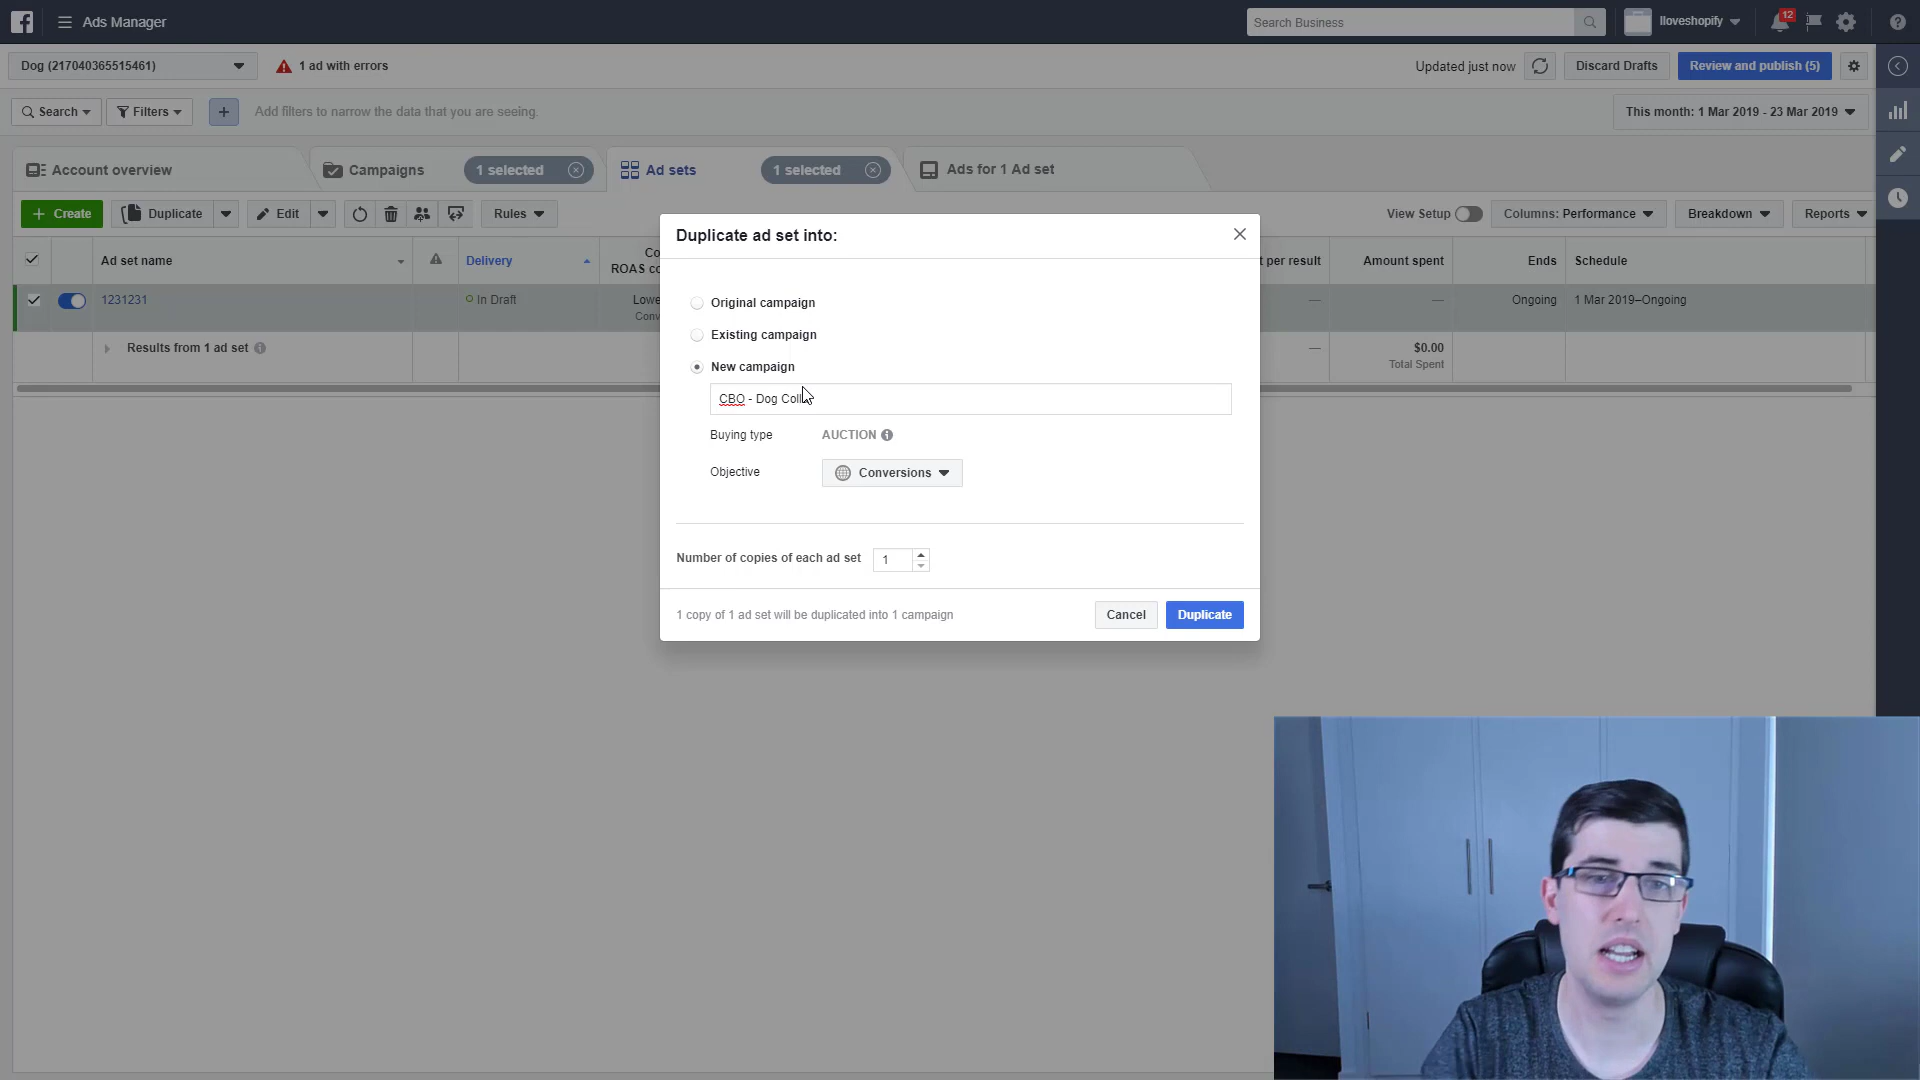 Ads Manager
Search Business
Iloveshopify
12
Dog (217040365515461)
1 ad with errors
Updated just now
Discard Drafts
Review and publish (5)
Search
Filters
Add filters to narrow the data that you are seeing.
This month: 1 Mar 2019 - 23 Mar 2019
Account overview
Campaigns
1 selected
Ad sets
1 selected
Ads for 1 Ad set
+ Create
Duplicate
Edit
Rules
View Setup
Columns: Performance
Breakdown
Reports
Ad set name
Delivery
ROAS
per result
Amount spent
Ends
Schedule
1231231
In Draft
—
—
Ongoing
1 Mar 2019–Ongoing
Results from 1 ad set
—
$0.00
Total Spent
Duplicate ad set into:
Original campaign
Existing campaign
New campaign
CBO - Dog Coll
Buying type
AUCTION
Objective
Conversions
Number of copies of each ad set
1
1 copy of 1 ad set will be duplicated into 1 campaign
Cancel
Duplicate